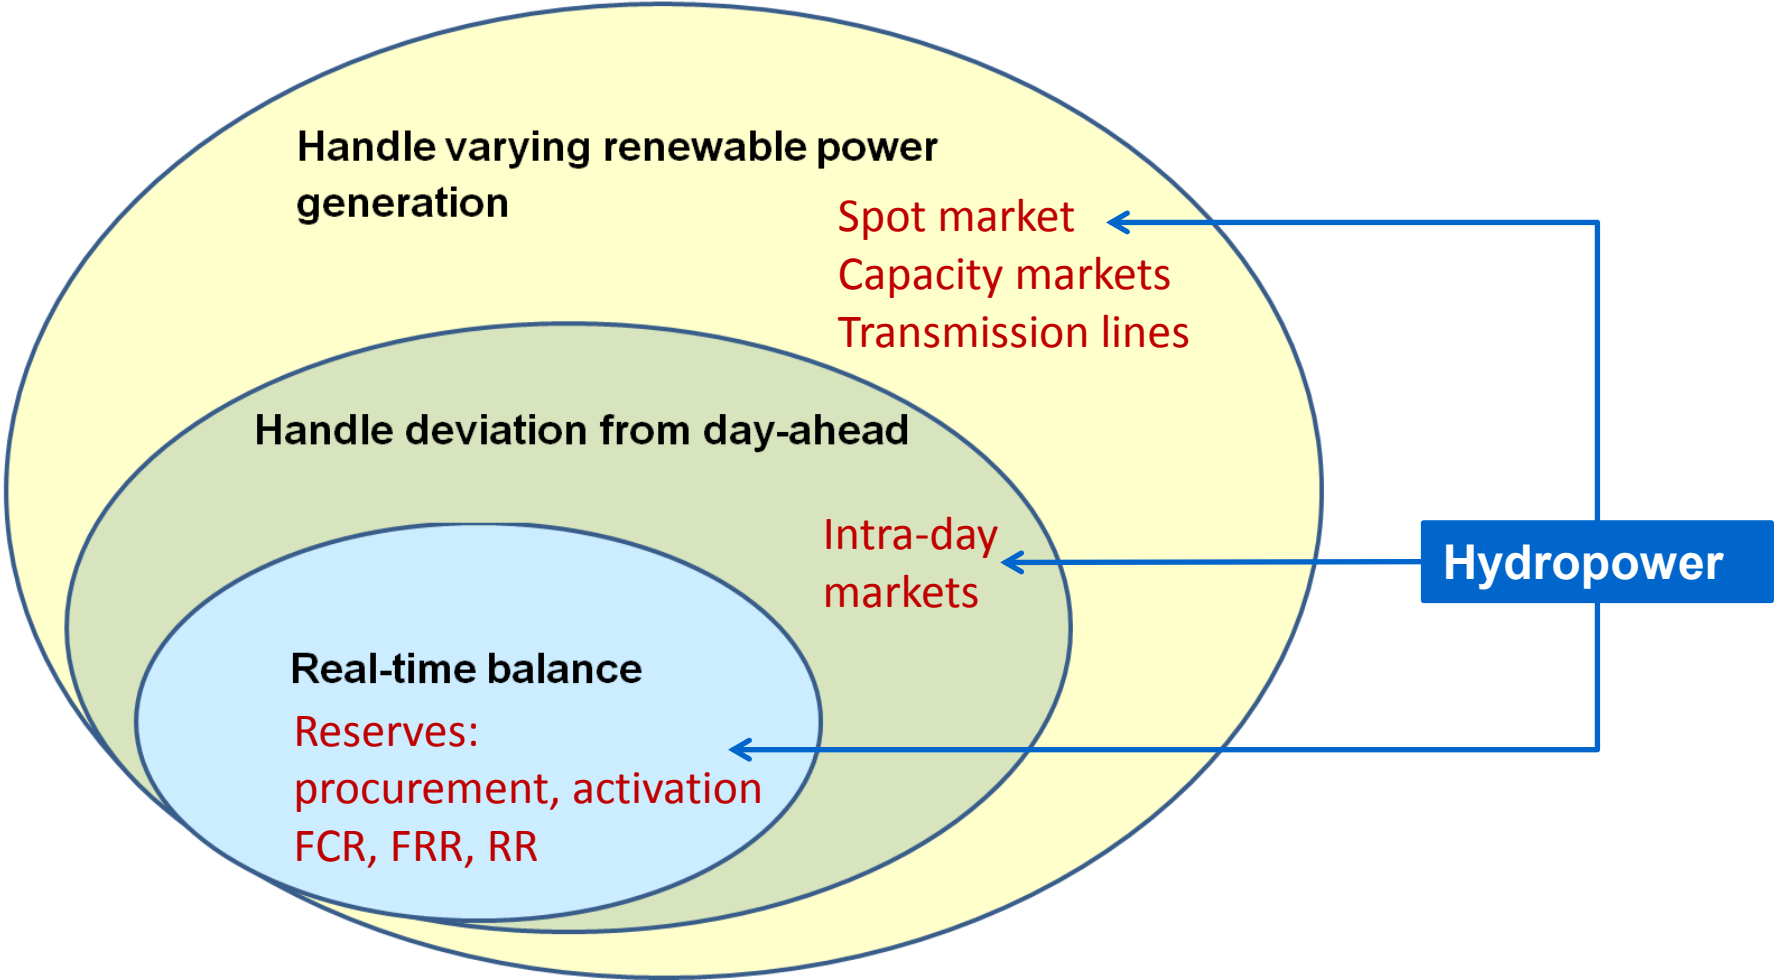 Handle varying renewable power
generation
Spot market
Capacity markets
Transmission lines
Handle deviation from day-ahead
Intra-day
markets
Hydropower
Real-time balance
Reserves:
procurement, activation
FCR, FRR, RR